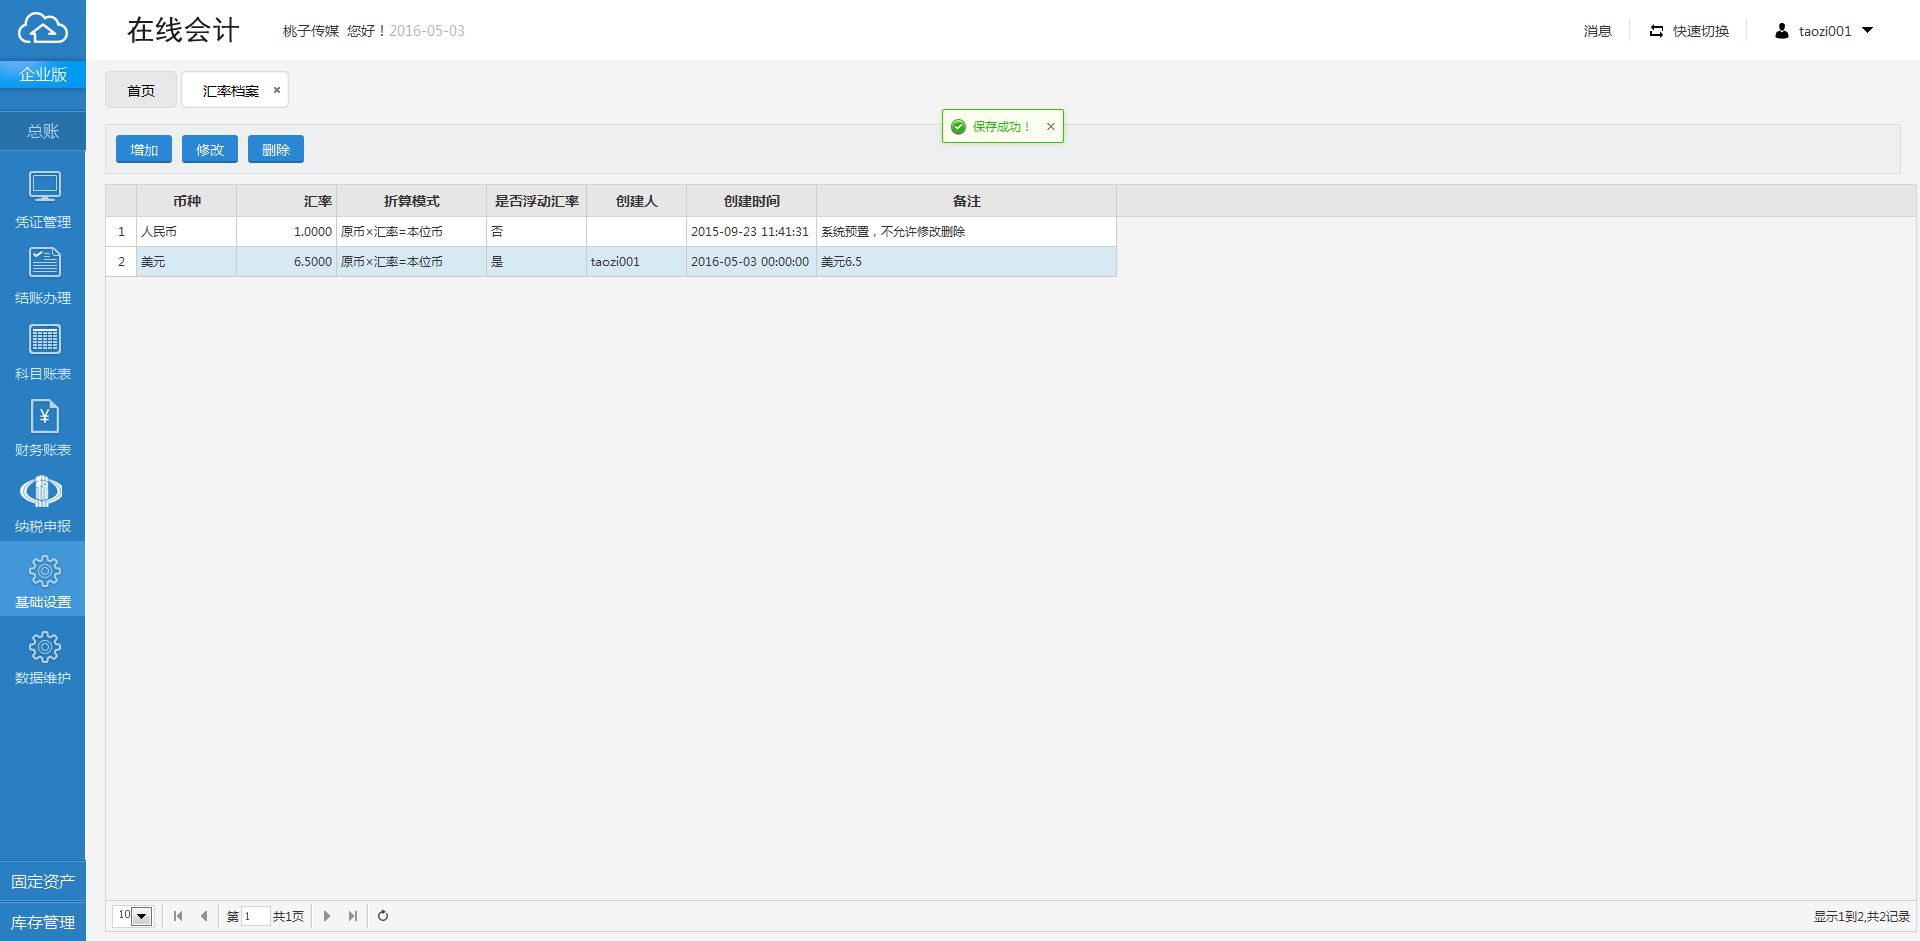 在线会计 桃子传媒 您好！2016-05-03 消息 快速切换 taozi001
企业版
首页 汇率档案
保存成功！
增加 修改 删除
总账
凭证管理
结账办理
科目账表
财务账表
纳税申报
基础设置
数据维护
固定资产
库存管理
币种 汇率 折算模式 是否浮动汇率 创建人 创建时间 备注
1 人民币 1.0000 原币×汇率=本位币 否 2015-09-23 11:41:31 系统预置，不允许修改删除
2 美元 6.5000 原币×汇率=本位币 是 taozi001 2016-05-03 00:00:00 美元6.5
10 第 1 共1页 显示1到2,共2记录